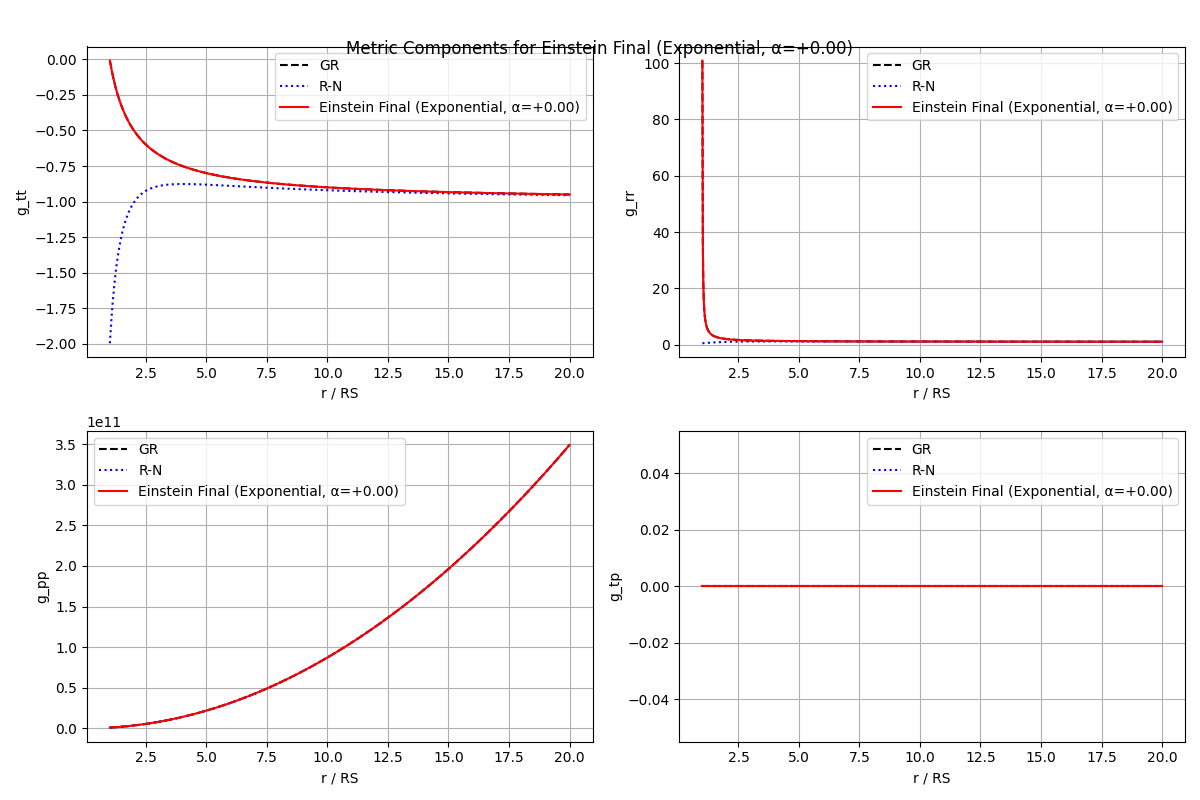 Metric Components for Einstein Final (Exponential, α=+0.00)
0.00
−0.25
−0.50
−0.75
−1.00
−1.25
−1.50
−1.75
−2.00
g_tt
GR
R-N
Einstein Final (Exponential, α=+0.00)
2.5 5.0 7.5 10.0 12.5 15.0 17.5 20.0
r / RS
100
80
60
40
20
0
g_rr
GR
R-N
Einstein Final (Exponential, α=+0.00)
2.5 5.0 7.5 10.0 12.5 15.0 17.5 20.0
r / RS
1e11
3.5
3.0
2.5
2.0
1.5
1.0
0.5
0.0
g_pp
GR
R-N
Einstein Final (Exponential, α=+0.00)
2.5 5.0 7.5 10.0 12.5 15.0 17.5 20.0
r / RS
0.04
0.02
0.00
−0.02
−0.04
g_tp
GR
R-N
Einstein Final (Exponential, α=+0.00)
2.5 5.0 7.5 10.0 12.5 15.0 17.5 20.0
r / RS